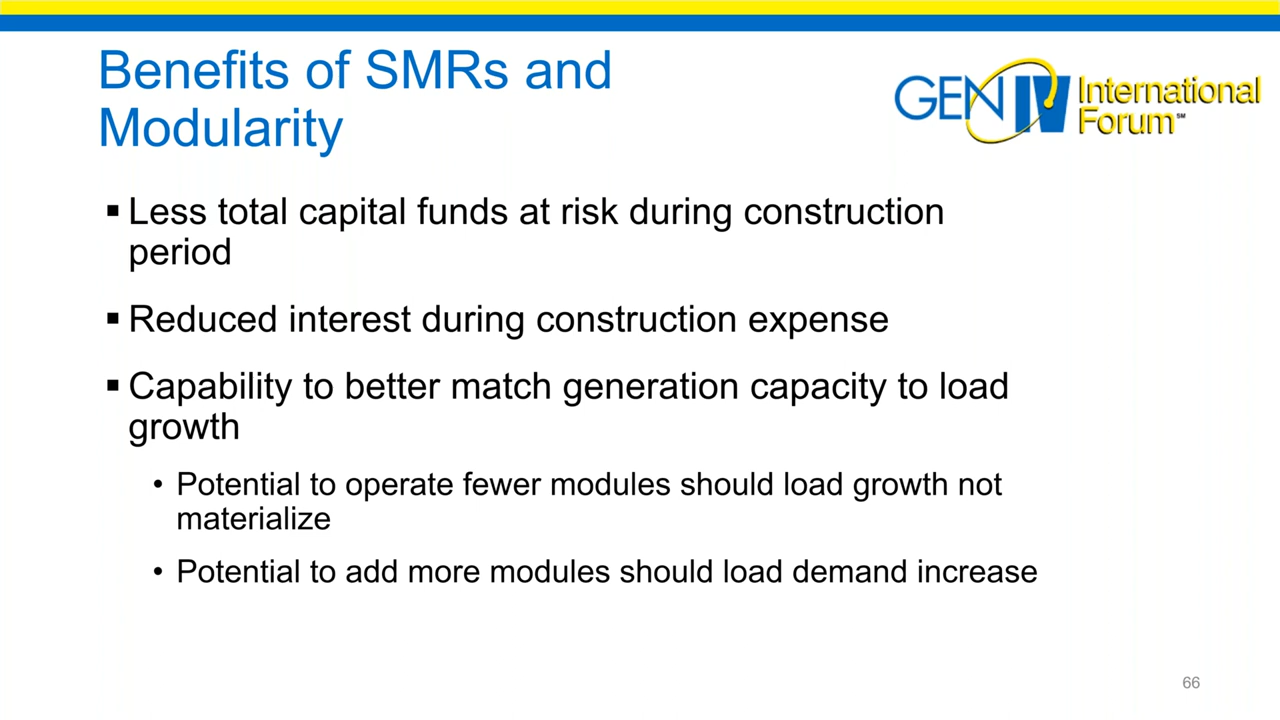 Benefits of SMRs and
Modularity
GEN IV International
Forum℠
▪ Less total capital funds at risk during construction
period
▪ Reduced interest during construction expense
▪ Capability to better match generation capacity to load
growth
• Potential to operate fewer modules should load growth not
materialize
• Potential to add more modules should load demand increase
66